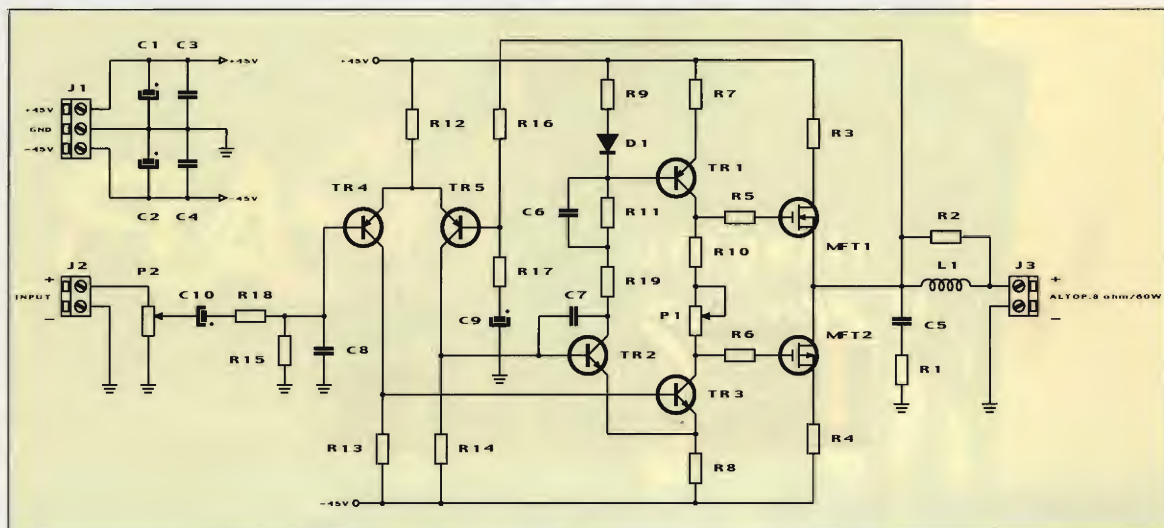 C1 C3
+45V
J1
+45V
GND
-45V
C2 C4
-45V
J2
+
INPUT
-
P2
C10
R18
R15
C8
+45V
R12
R16
TR4
TR5
R17
C9
R13
R14
-45V
R9
D1
C6
R11
R19
C7
TR2
R7
TR1
R5
R10
P1
R6
TR3
R8
R3
MFT1
MFT2
R4
R2
L1
C5
R1
J3
+
ALTOP.8 ohm/60W
-